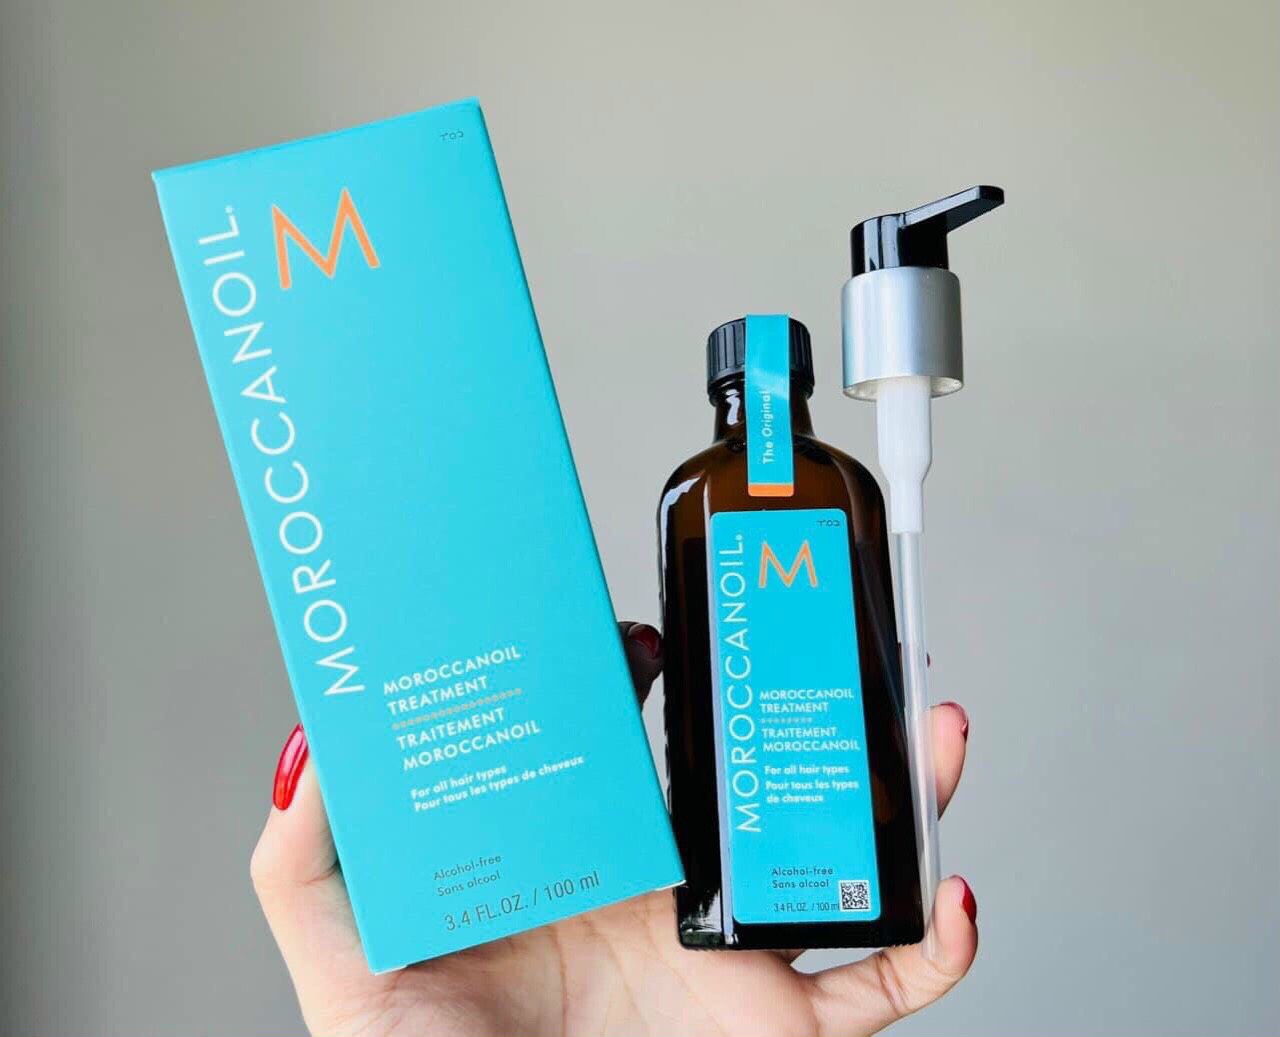 MOROCCANOIL®
M
MOROCCANOIL
TREATMENT
TRAITEMENT
MOROCCANOIL
For all hair types
Pour tous les types de cheveux
Alcohol-free
Sans alcool
3.4 FL.OZ. / 100 ml
The Original
MOROCCANOIL®
M
MOROCCANOIL
TREATMENT
TRAITEMENT
MOROCCANOIL
For all hair types
Pour tous les types
de cheveux
Alcohol-free
Sans alcool
3.4 FL.OZ. / 100 ml